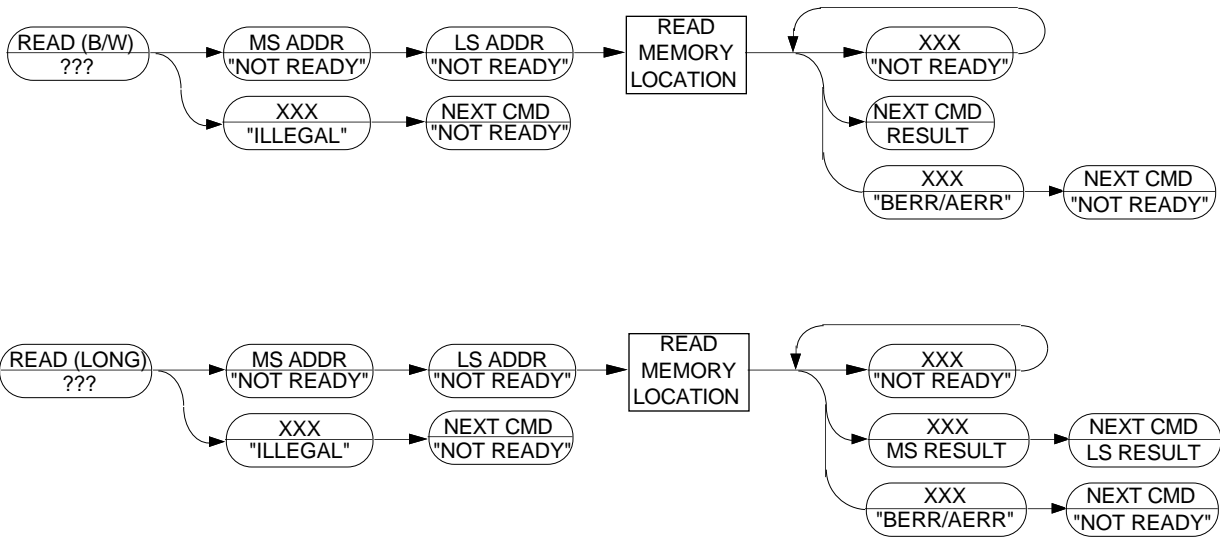 READ (B/W)
???
MS ADDR
"NOT READY"
LS ADDR
"NOT READY"
READ
MEMORY
LOCATION
XXX
"NOT READY"
XXX
"ILLEGAL"
NEXT CMD
"NOT READY"
NEXT CMD
RESULT
XXX
"BERR/AERR"
NEXT CMD
"NOT READY"
READ (LONG)
???
MS ADDR
"NOT READY"
LS ADDR
"NOT READY"
READ
MEMORY
LOCATION
XXX
"NOT READY"
XXX
"ILLEGAL"
NEXT CMD
"NOT READY"
XXX
MS RESULT
NEXT CMD
LS RESULT
XXX
"BERR/AERR"
NEXT CMD
"NOT READY"